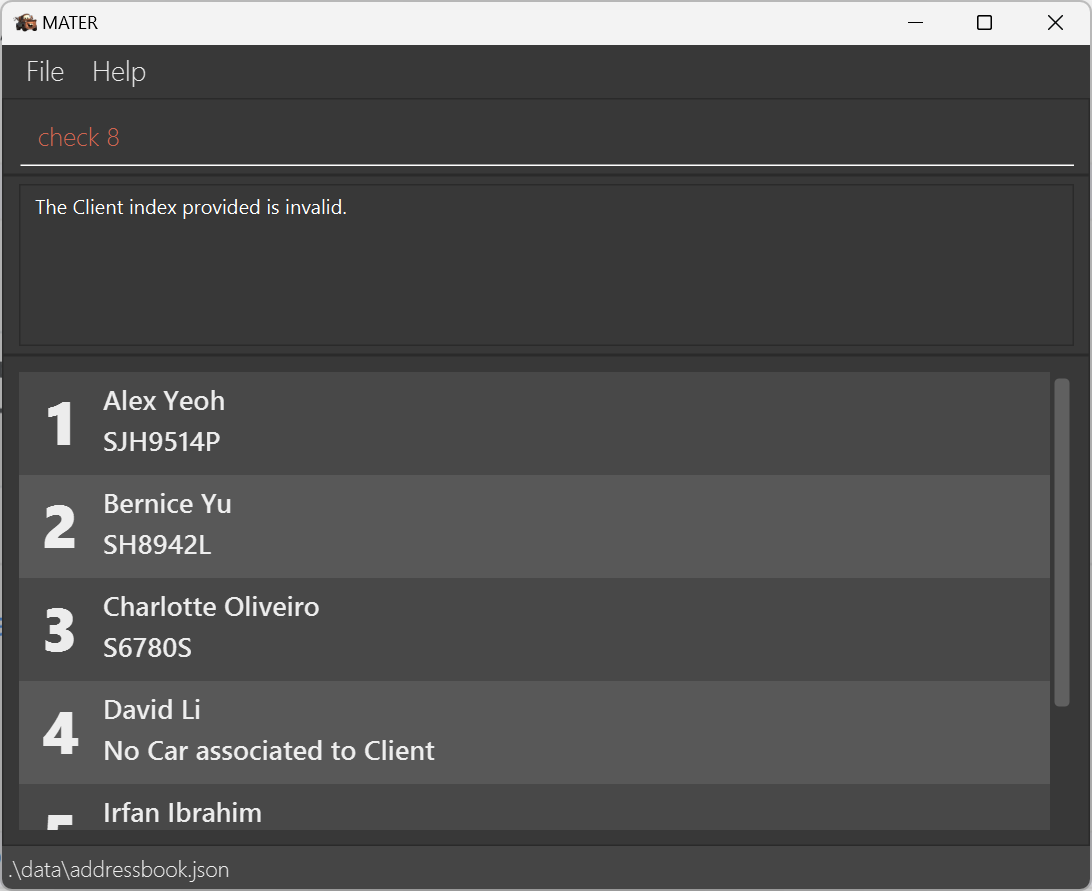 MATER
File Help
check 8
The Client index provided is invalid.
1
Alex Yeoh
SJH9514P
2
Bernice Yu
SH8942L
3
Charlotte Oliveiro
S6780S
4
David Li
No Car associated to Client
5
Irfan Ibrahim
.\data\addressbook.json